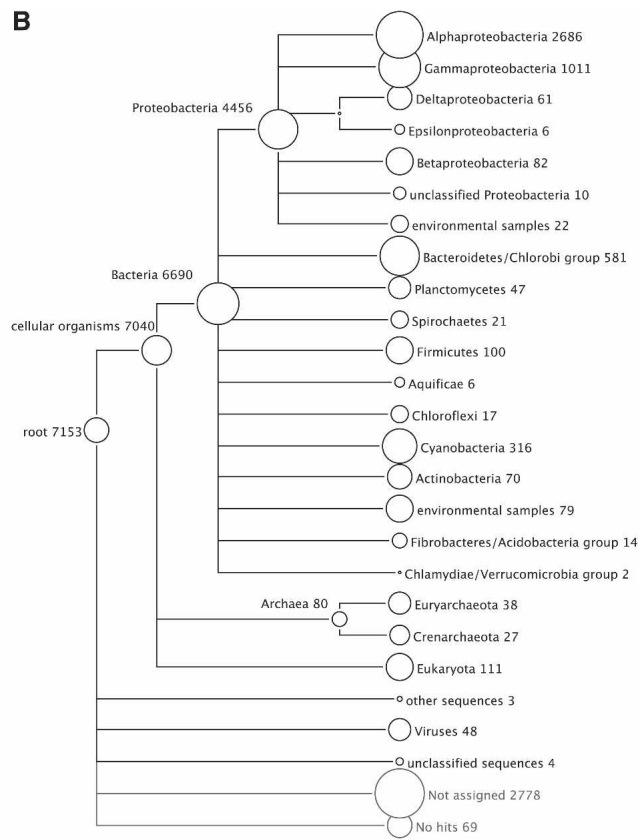 B
Alphaproteobacteria 2686
Gammaproteobacteria 1011
Deltaproteobacteria 61
Proteobacteria 4456
Epsilonproteobacteria 6
Betaproteobacteria 82
unclassified Proteobacteria 10
environmental samples 22
Bacteroidetes/Chlorobi group 581
Bacteria 6690
Planctomycetes 47
Spirochaetes 21
cellular organisms 7040
Firmicutes 100
Aquificae 6
Chloroflexi 17
root 7153
Cyanobacteria 316
Actinobacteria 70
environmental samples 79
Fibrobacteres/Acidobacteria group 14
Chlamydiae/Verrucomicrobia group 2
Archaea 80
Euryarchaeota 38
Crenarchaeota 27
Eukaryota 111
other sequences 3
Viruses 48
unclassified sequences 4
Not assigned 2778
No hits 69